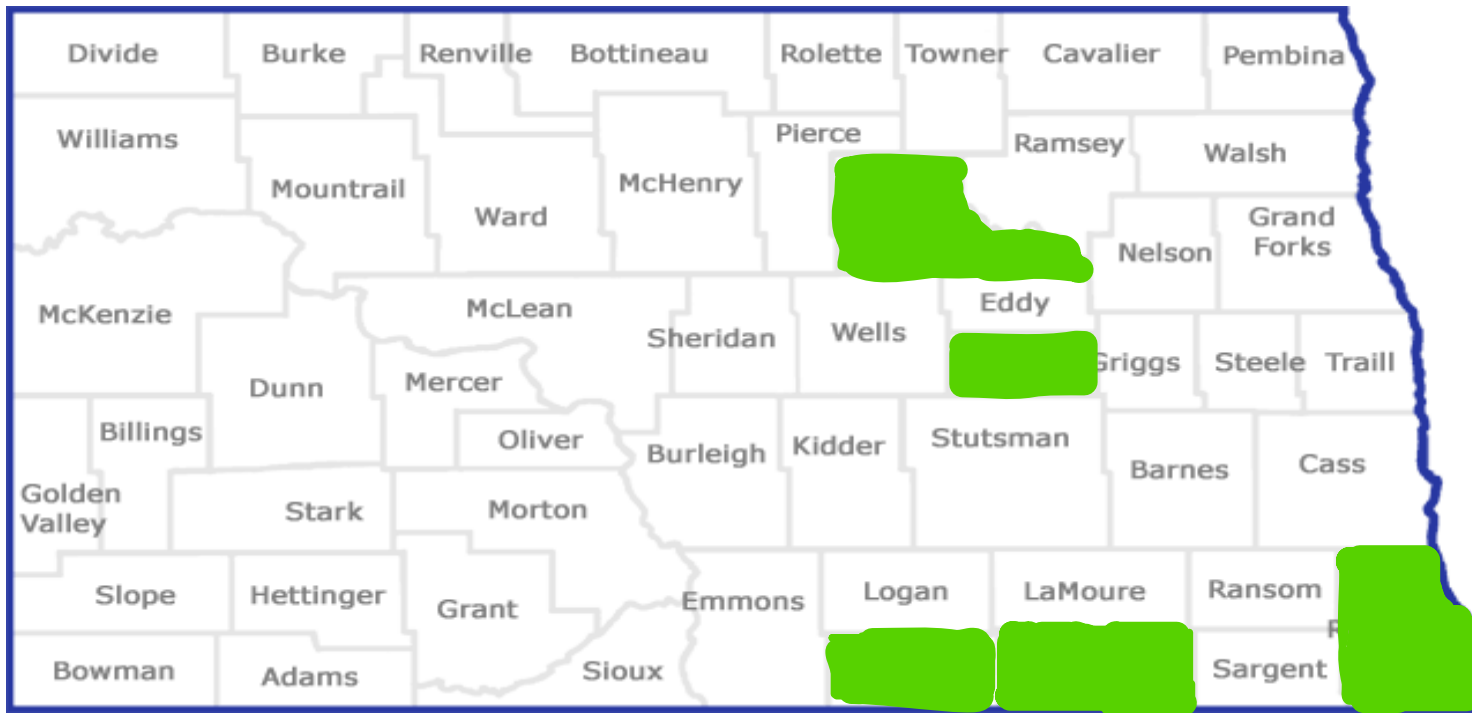 Divide
Burke
Renville
Bottineau
Rolette
Towner
Cavalier
Pembina
Williams
Mountrail
Ward
McHenry
Pierce
Ramsey
Walsh
Nelson
Grand
Forks
McKenzie
McLean
Sheridan
Wells
Eddy
Dunn
Mercer
Griggs
Steele
Traill
Billings
Oliver
Burleigh
Kidder
Stutsman
Barnes
Cass
Golden
Valley
Stark
Morton
Slope
Hettinger
Grant
Emmons
Logan
LaMoure
Ransom
Bowman
Adams
Sioux
Sargent